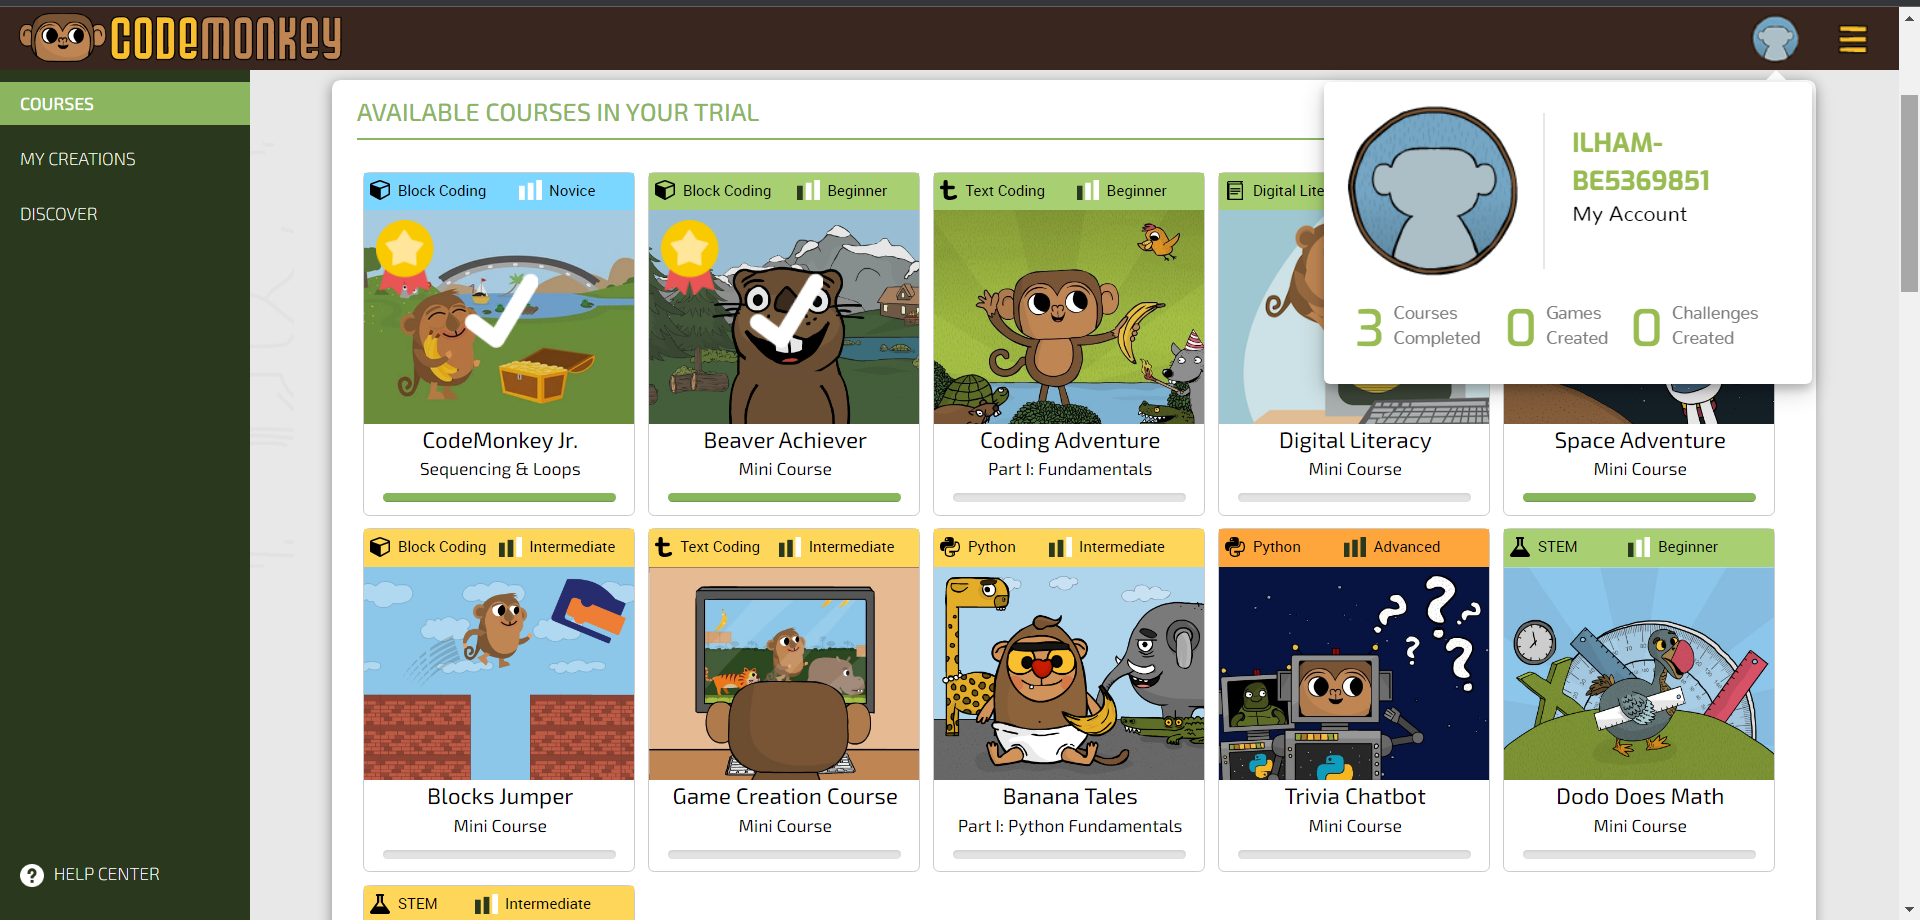 CODEMONKEY
COURSES
MY CREATIONS
DISCOVER
HELP CENTER
AVAILABLE COURSES IN YOUR TRIAL
ILHAM-
BE5369851
My Account
3 Courses Completed
0 Games Created
0 Challenges Created
Block Coding Novice
CodeMonkey Jr.
Sequencing & Loops
Block Coding Beginner
Beaver Achiever
Mini Course
Text Coding Beginner
Coding Adventure
Part I: Fundamentals
Digital Lite
Digital Literacy
Mini Course
Space Adventure
Mini Course
Block Coding Intermediate
Blocks Jumper
Mini Course
Text Coding Intermediate
Game Creation Course
Mini Course
Python Intermediate
Banana Tales
Part I: Python Fundamentals
Python Advanced
Trivia Chatbot
Mini Course
STEM Beginner
Dodo Does Math
Mini Course
STEM Intermediate